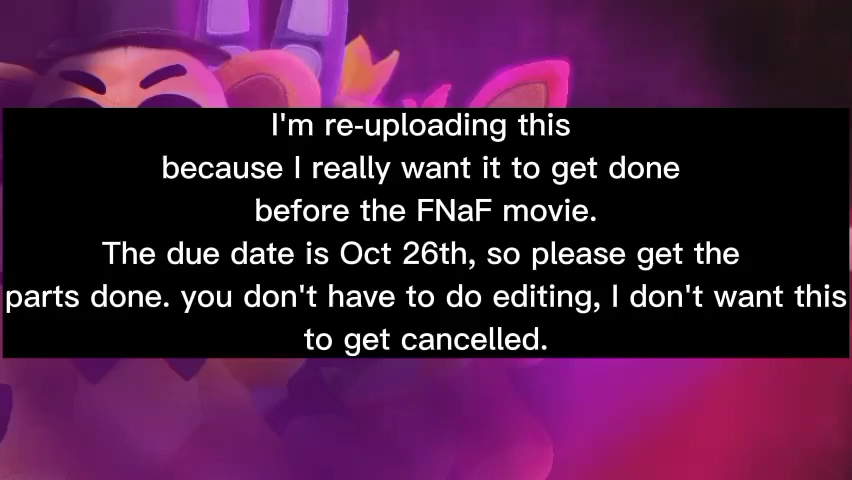 I'm re-uploading this
because I really want it to get done
before the FNaF movie.
The due date is Oct 26th, so please get the
parts done. you don't have to do editing, I don't want this
to get cancelled.